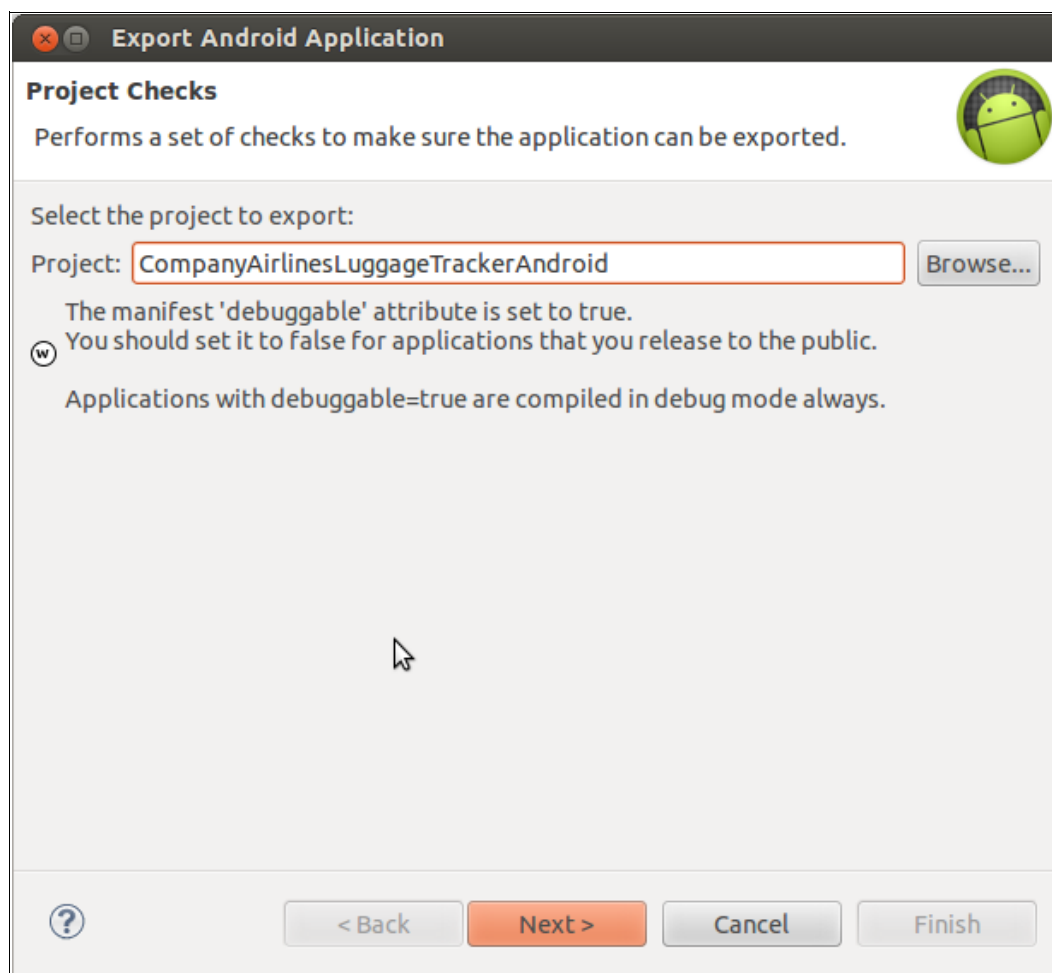 Export Android Application
Project Checks
Performs a set of checks to make sure the application can be exported.
Select the project to export:
Project: CompanyAirlinesLuggageTrackerAndroid Browse...
The manifest 'debuggable' attribute is set to true.
W You should set it to false for applications that you release to the public.
Applications with debuggable=true are compiled in debug mode always.
? < Back Next > Cancel Finish